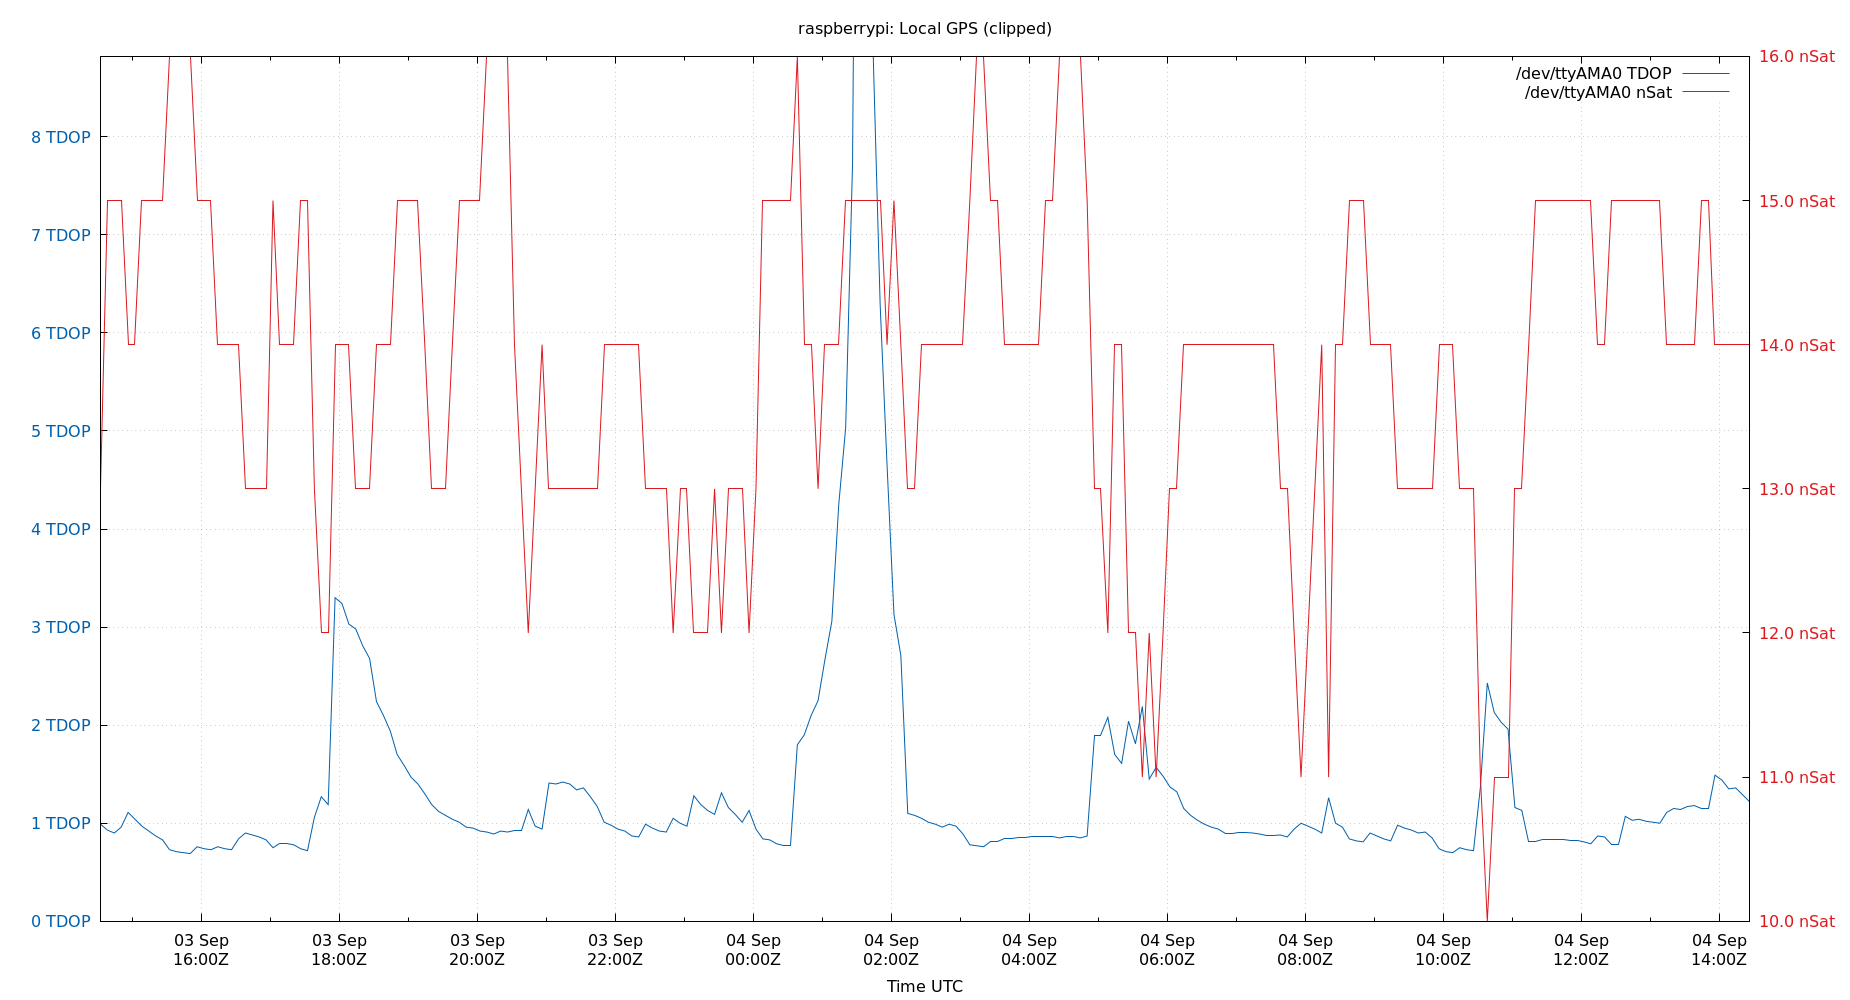 raspberrypi: Local GPS (clipped)
/dev/ttyAMA0 TDOP
/dev/ttyAMA0 nSat
8 TDOP
7 TDOP
6 TDOP
5 TDOP
4 TDOP
3 TDOP
2 TDOP
1 TDOP
0 TDOP
16.0 nSat
15.0 nSat
14.0 nSat
13.0 nSat
12.0 nSat
11.0 nSat
10.0 nSat
03 Sep
16:00Z
03 Sep
18:00Z
03 Sep
20:00Z
03 Sep
22:00Z
04 Sep
00:00Z
04 Sep
02:00Z
04 Sep
04:00Z
04 Sep
06:00Z
04 Sep
08:00Z
04 Sep
10:00Z
04 Sep
12:00Z
04 Sep
14:00Z
Time UTC